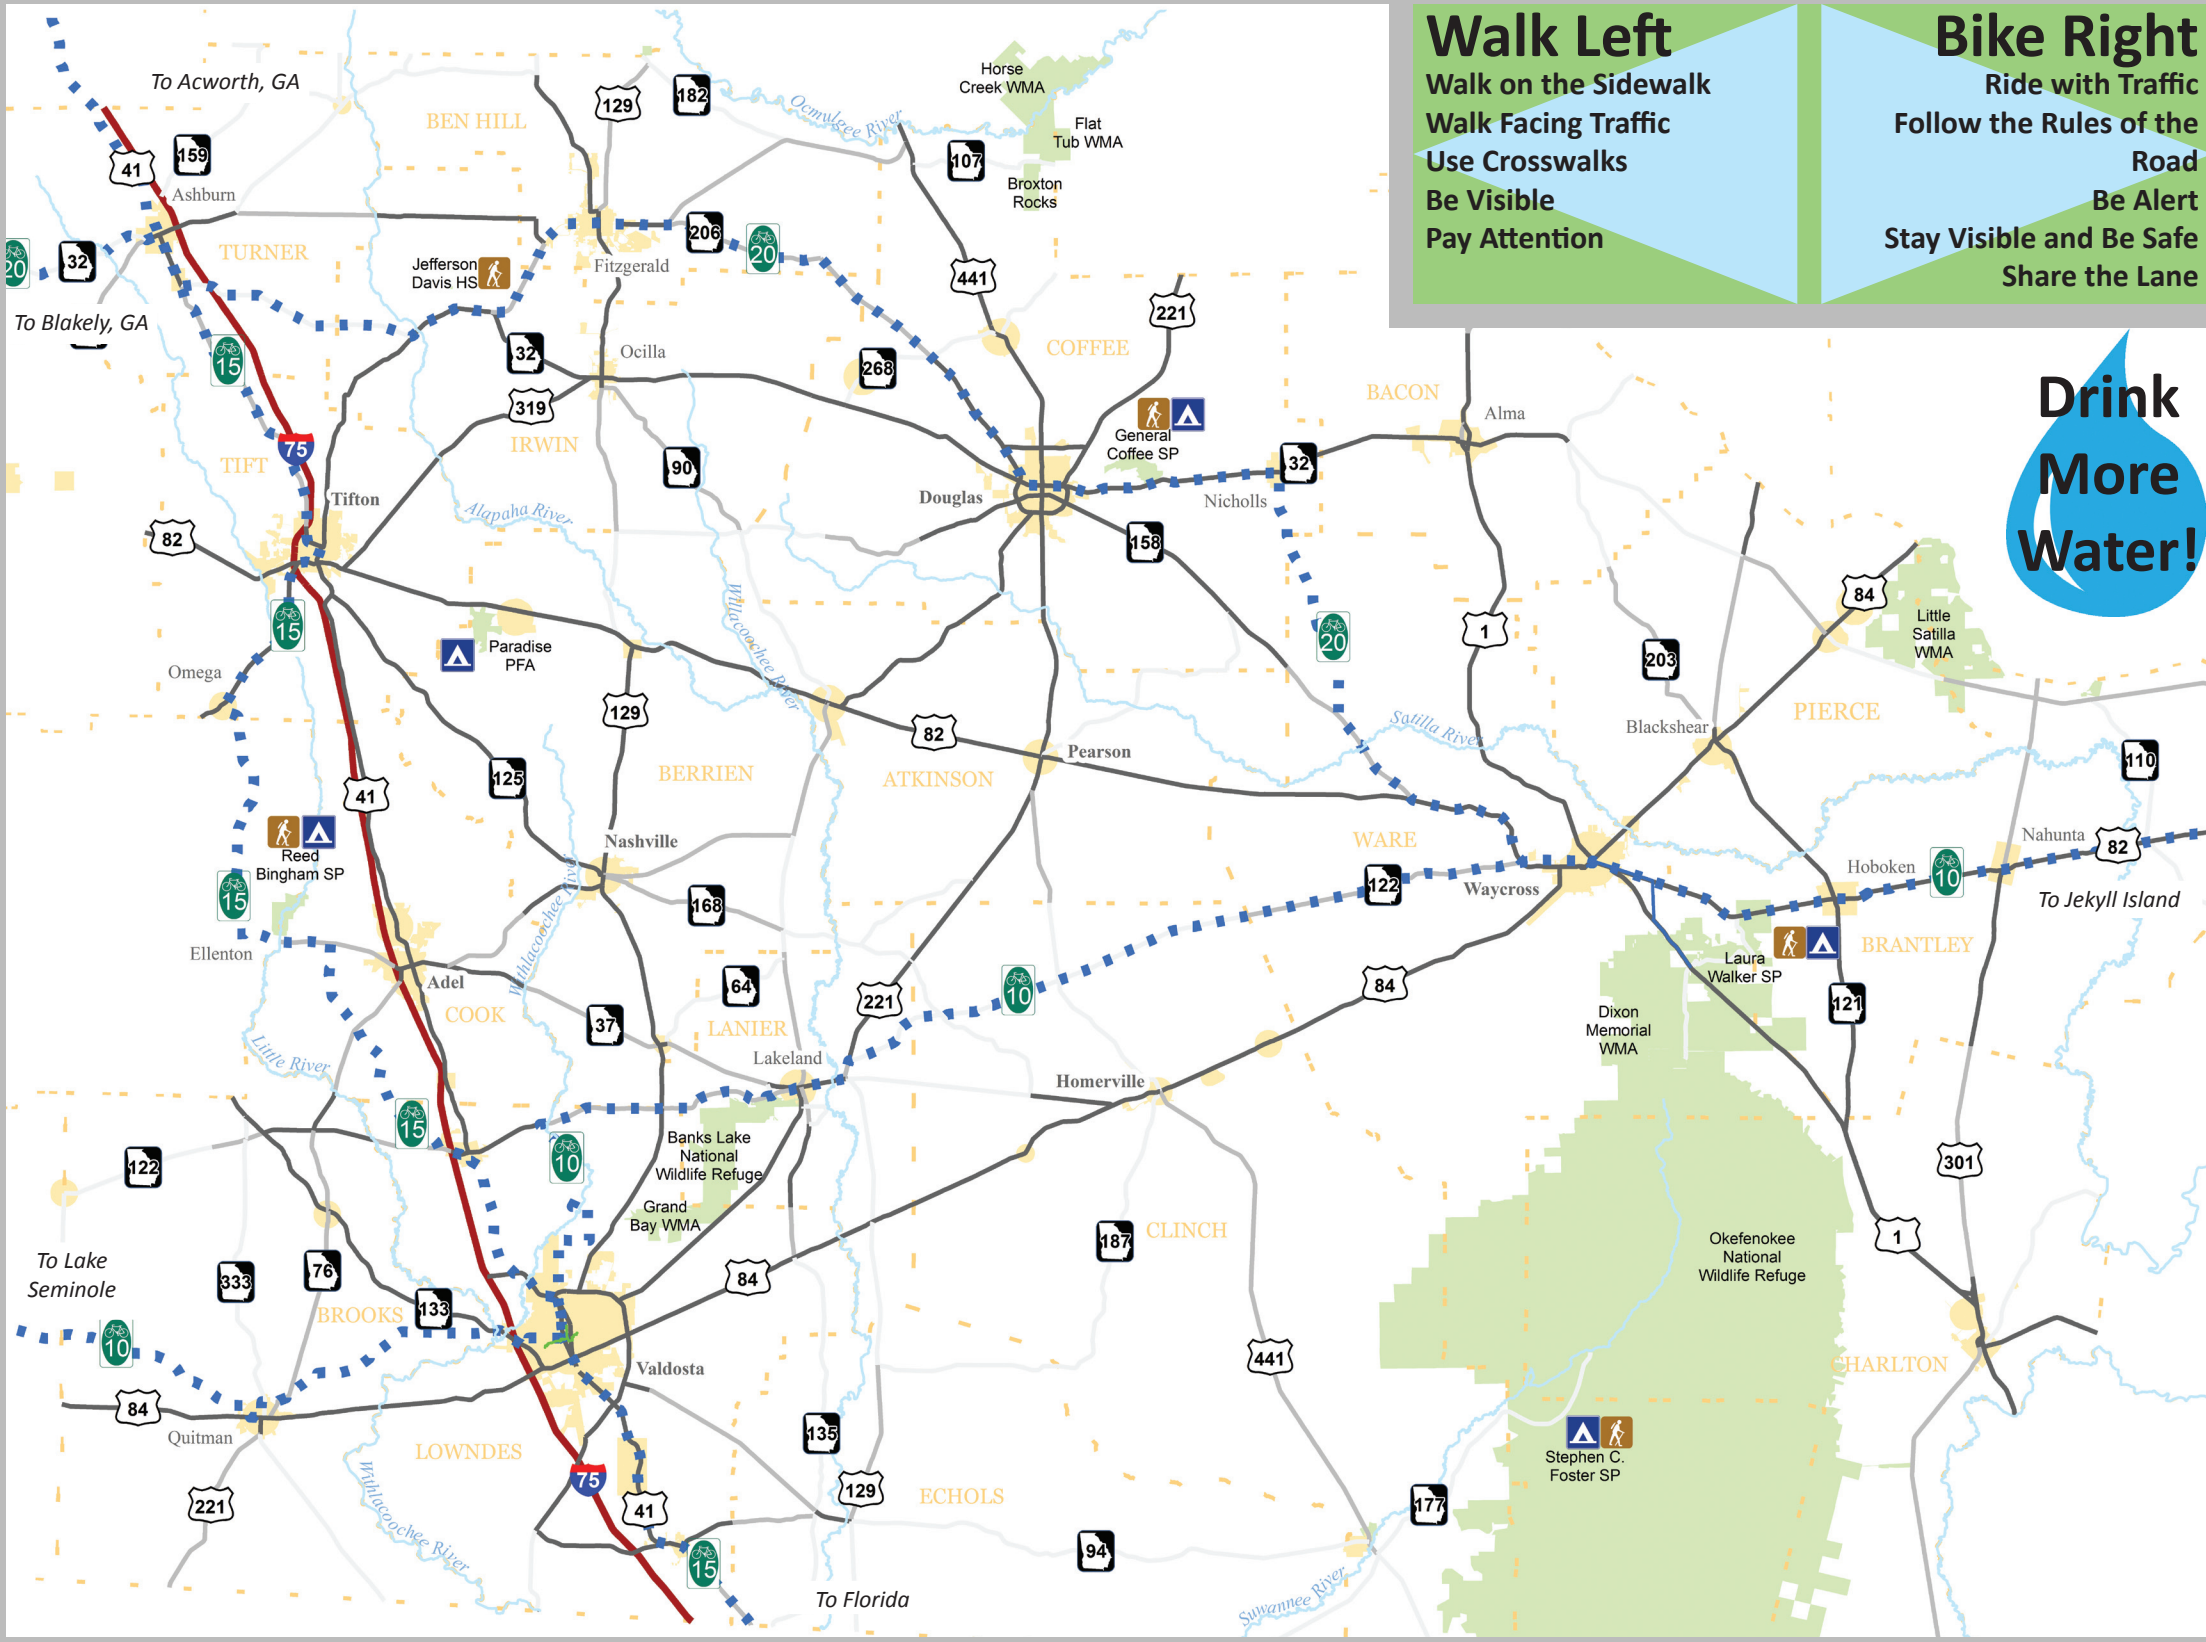 Walk Left
Walk on the Sidewalk
Walk Facing Traffic
Use Crosswalks
Be Visible
Pay Attention
Bike Right
Ride with Traffic
Follow the Rules of the
Road
Be Alert
Stay Visible and Be Safe
Share the Lane
Drink
More
Water!
To Acworth, GA
BEN HILL
129
182
Ocmulgee River
Horse
Creek WMA
Flat
Tub WMA
107
Broxton
Rocks
41
159
Ashburn
TURNER
20
32
Jefferson
Davis HS
Fitzgerald
206
20
441
221
To Blakely, GA
15
32
Ocilla
268
COFFEE
BACON
Alma
319
IRWIN
75
TIFT
90
General
Coffee SP
32
Nicholls
Tifton
Alapaha River
Douglas
82
158
Willacoochee River
84
Little
Satilla
WMA
15
Paradise
PFA
20
1
203
Omega
129
82
Satilla River
Blackshear
PIERCE
Pearson
110
125
BERRIEN
ATKINSON
41
Reed
Bingham SP
Nashville
WARE
Nahunta
82
Hoboken
10
To Jekyll Island
15
168
122
Waycross
Withlacoochee River
Ellenton
Adel
COOK
64
221
10
84
Laura
Walker SP
BRANTLEY
121
Dixon
Memorial
WMA
37
LANIER
Lakeland
Little River
Homerville
15
10
122
Banks Lake
National
Wildlife Refuge
301
Grand
Bay WMA
187
CLINCH
Okefenokee
National
Wildlife Refuge
1
To Lake
Seminole
333
76
84
BROOKS
133
10
441
Valdosta
CHARLTON
84
Quitman
LOWNDES
135
Stephen C.
Foster SP
75
129
ECHOLS
177
221
41
Withlacoochee River
94
15
To Florida
Suwannee River